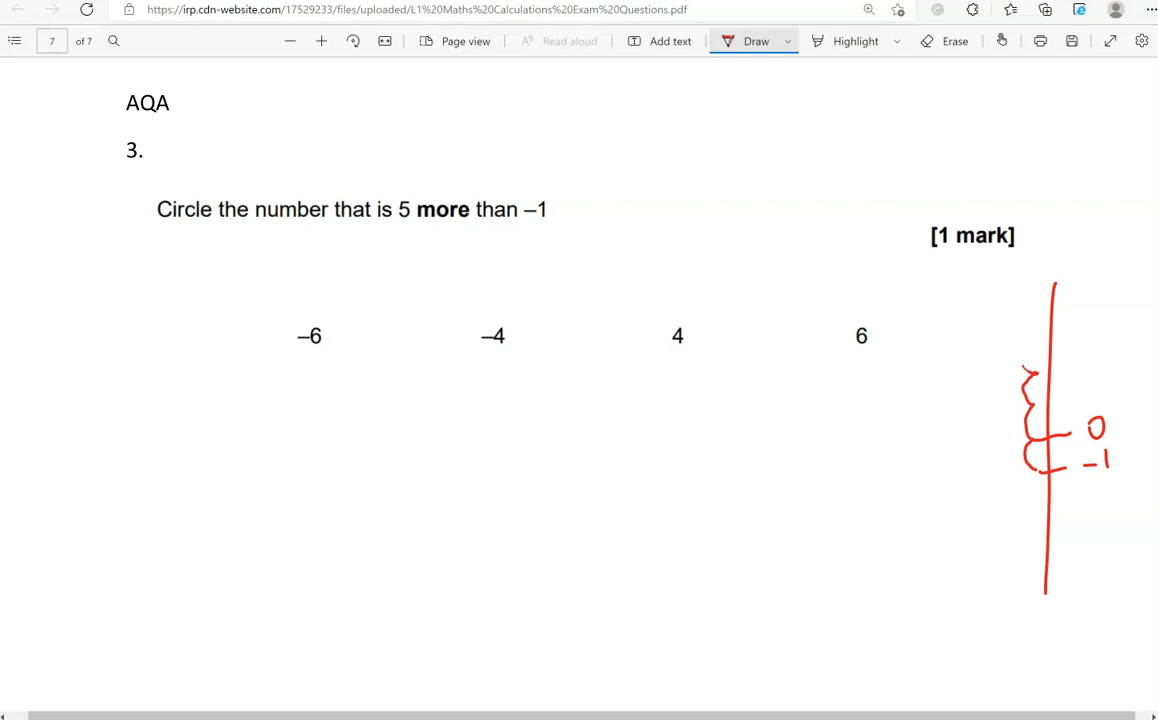 https://irp.cdn-website.com/17529233/files/uploaded/L1%20Maths%20Calculations%20Exam%20Questions.pdf
7 of 7 Page view Read aloud Add text Draw Highlight Erase
AQA
3.
Circle the number that is 5 more than –1
[1 mark]
–6 –4 4 6
0
–1